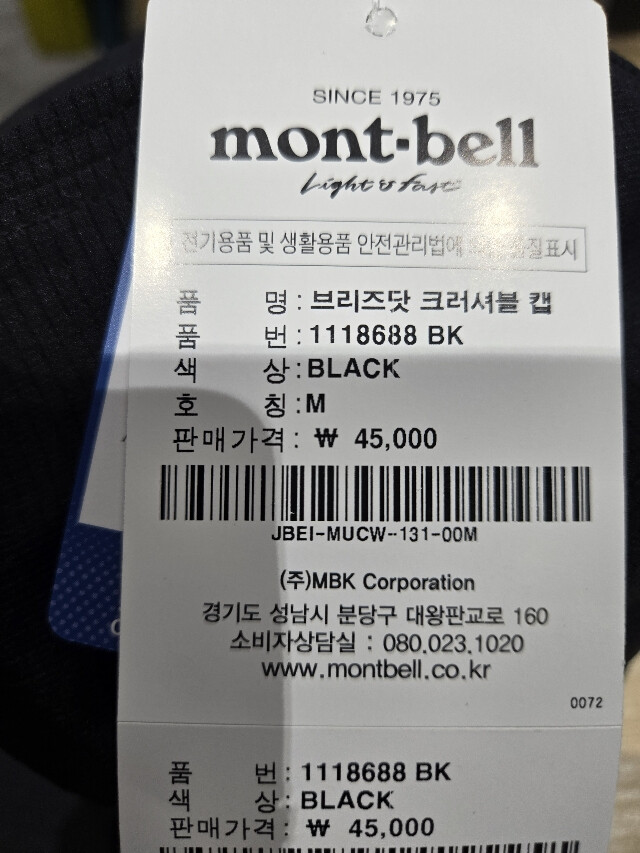 SINCE 1975
mont-bell
Light & Fast
전기용품 및 생활용품 안전관리법에 품질표시
품 명 : 브리즈닷 크러셔블 캡
품 번 : 1118688 BK
색 상 : BLACK
호 칭 : M
판매가격 : ₩ 45,000
JBEI-MUCW-131-00M
(주)MBK Corporation
경기도 성남시 분당구 대왕판교로 160
소비자상담실 : 080.023.1020
www.montbell.co.kr
0072
품 번 : 1118688 BK
색 상 : BLACK
판매가격 : ₩ 45,000